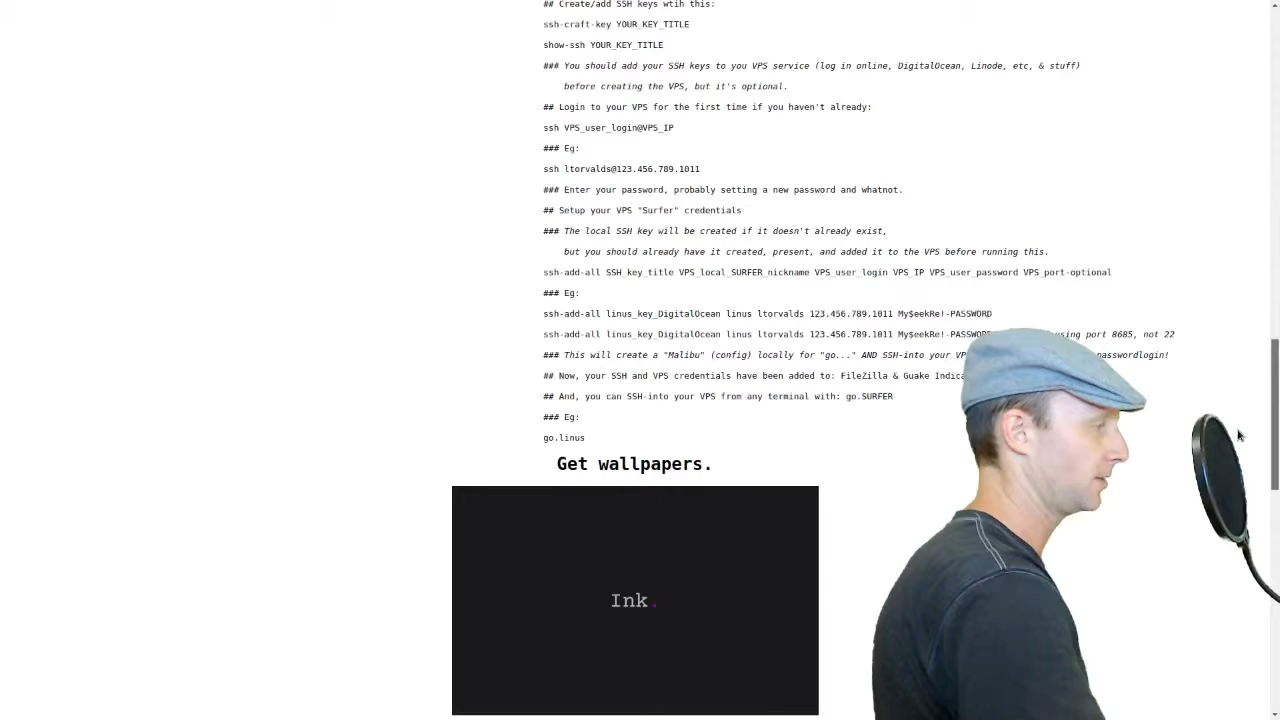 ## Create/add SSH keys wtih this:
ssh-craft-key YOUR_KEY_TITLE
show-ssh YOUR_KEY_TITLE
### You should add your SSH keys to you VPS service (log in online, DigitalOcean, Linode, etc, & stuff)
before creating the VPS, but it's optional.
## Login to your VPS for the first time if you haven't already:
ssh VPS_user_login@VPS_IP
### Eg:
ssh ltorvalds@123.456.789.1011
### Enter your password, probably setting a new password and whatnot.
## Setup your VPS "Surfer" credentials
### The local SSH key will be created if it doesn't already exist,
but you should already have it created, present, and added it to the VPS before running this.
ssh-add-all SSH_key_title VPS_local_SURFER_nickname VPS_user_login VPS_IP VPS_user_password VPS_port-optional
### Eg:
ssh-add-all linus_key_DigitalOcean linus ltorvalds 123.456.789.1011 My$eekRe!-PASSWORD
ssh-add-all linus_key_DigitalOcean linus ltorvalds 123.456.789.1011 My$eekRe!-PASSWORD using port 8685, not 22
### This will create a "Malibu" (config) locally for "go..." AND SSH-into your passwordlogin!
## Now, your SSH and VPS credentials have been added to: FileZilla & Guake
## And, you can SSH-into your VPS from any terminal with: go.SURFER
### Eg:
go.linus
Get wallpapers.
Ink.